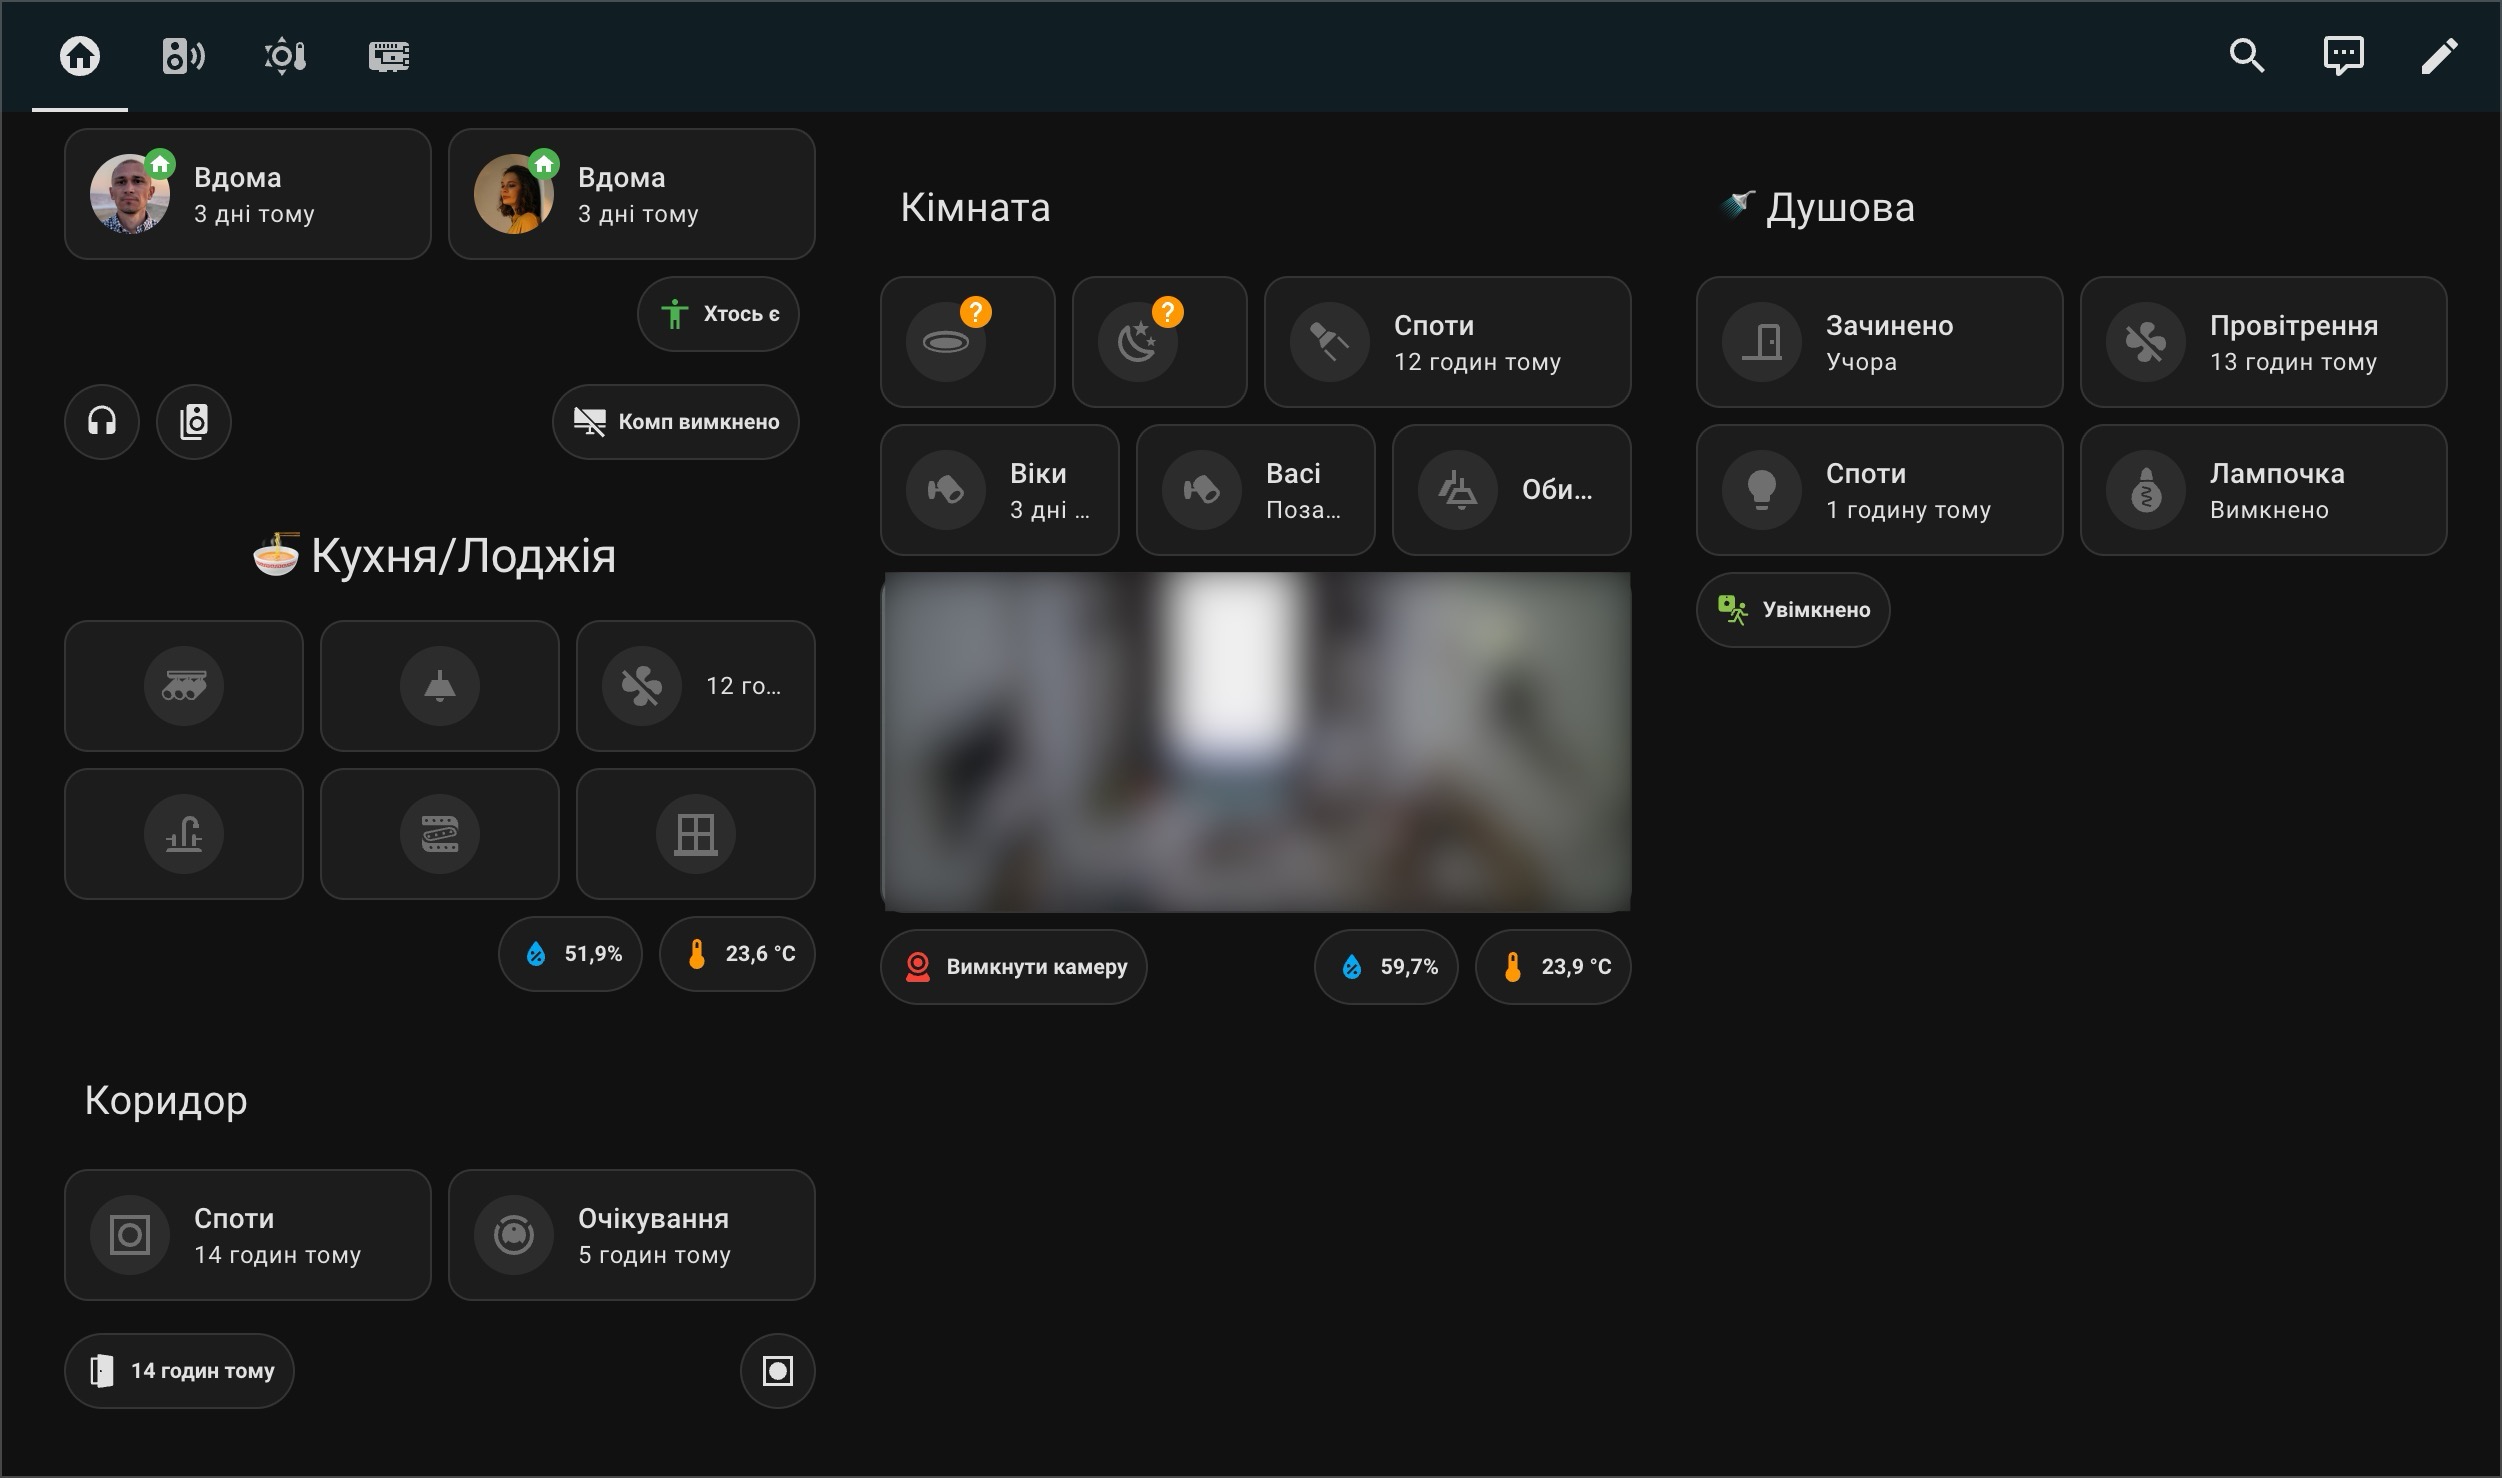 Вдома
3 дні тому
Вдома
3 дні тому
Хтось є
Комп вимкнено
Кухня/Лоджія
12 го...
51,9%
23,6 °C
Коридор
Споти
14 годин тому
Очікування
5 годин тому
14 годин тому
Кімната
?
?
Споти
12 годин тому
Віки
3 дні ...
Васі
Поза...
Оби...
Вимкнути камеру
59,7%
23,9 °C
Душова
Зачинено
Учора
Провітрення
13 годин тому
Споти
1 годину тому
Лампочка
Вимкнено
Увімкнено